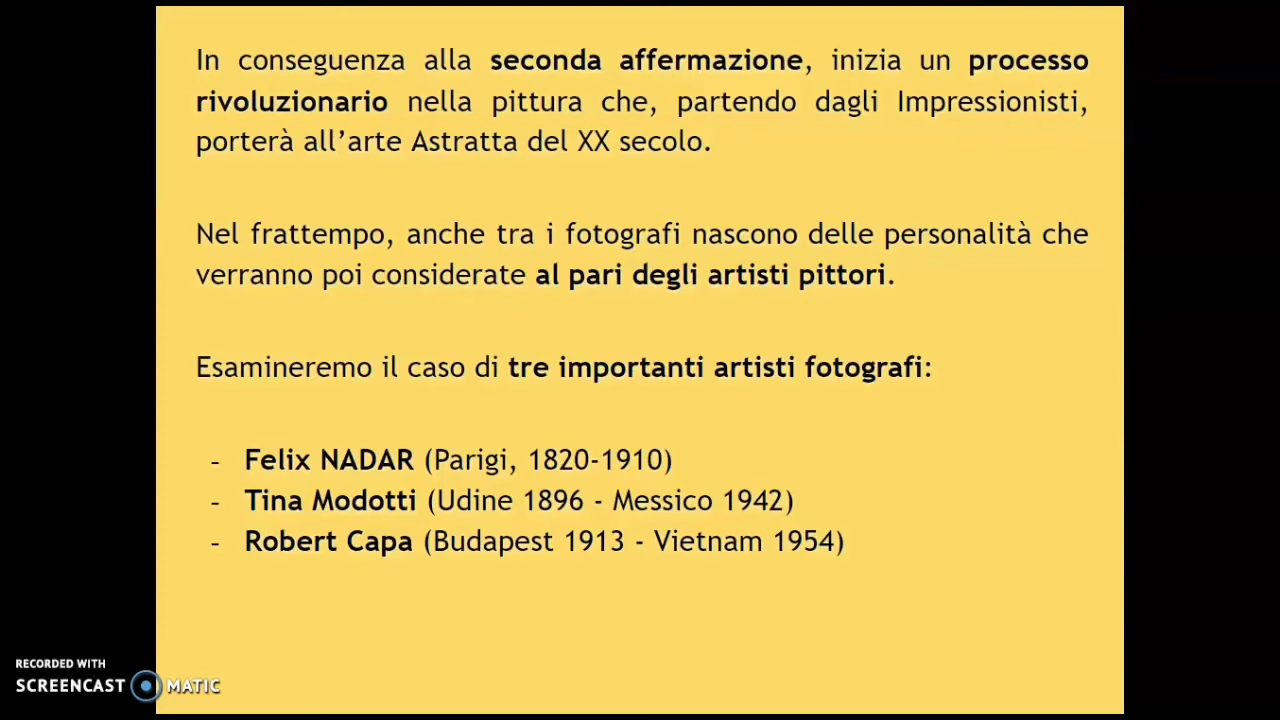 In conseguenza alla seconda affermazione, inizia un processo
rivoluzionario nella pittura che, partendo dagli Impressionisti,
porterà all’arte Astratta del XX secolo.
Nel frattempo, anche tra i fotografi nascono delle personalità che
verranno poi considerate al pari degli artisti pittori.
Esamineremo il caso di tre importanti artisti fotografi:
- Felix NADAR (Parigi, 1820-1910)
- Tina Modotti (Udine 1896 - Messico 1942)
- Robert Capa (Budapest 1913 - Vietnam 1954)
RECORDED WITH
SCREENCAST MATIC